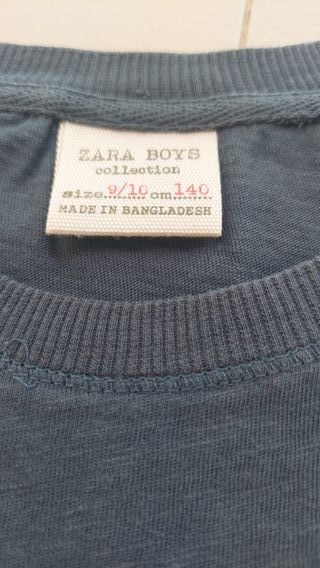 ZARA BOYS
collection
size 9/10 cm 140
MADE IN BANGLADESH